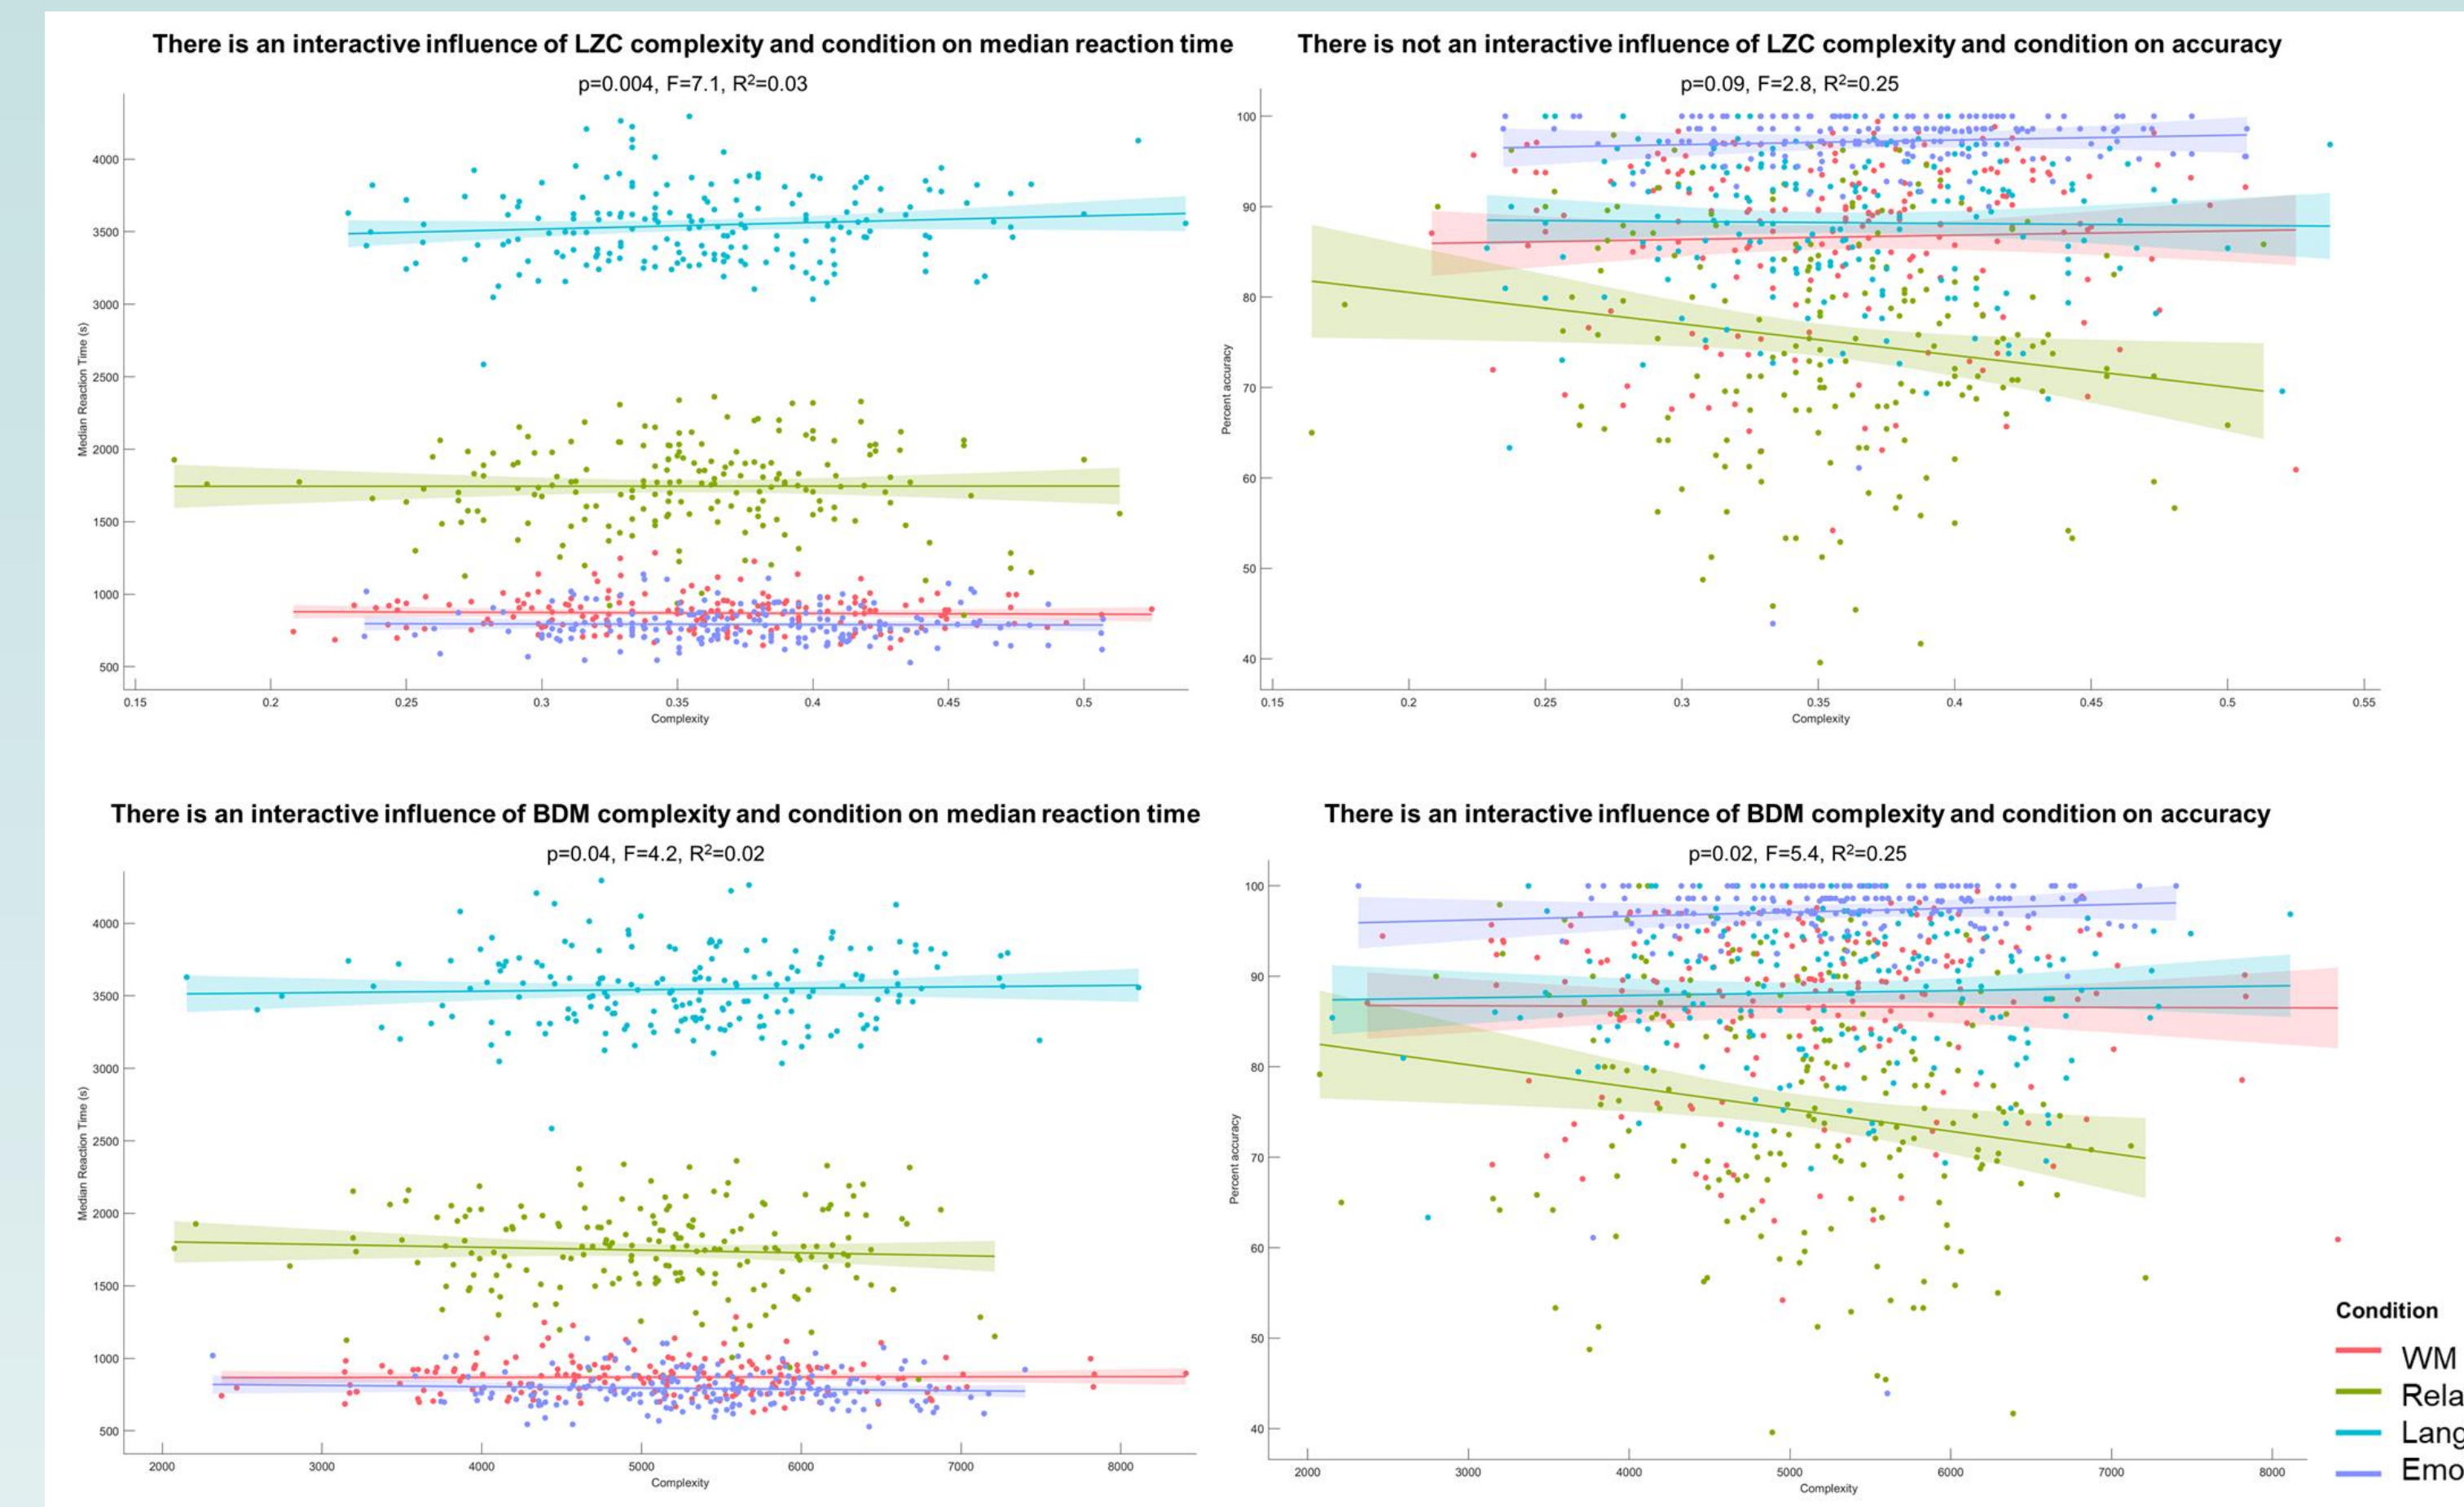 There is an interactive influence of LZC complexity and condition on median reaction time
p=0.004, F=7.1, R²=0.03
4000
3500
3000
2500
2000
1500
1000
500
Median Reaction Time (s)
0.15 0.2 0.25 0.3 0.35 0.4 0.45 0.5
Complexity
There is not an interactive influence of LZC complexity and condition on accuracy
p=0.09, F=2.8, R²=0.25
100
90
80
70
60
50
40
Percent accuracy
0.15 0.2 0.25 0.3 0.35 0.4 0.45 0.5 0.55
Complexity
There is an interactive influence of BDM complexity and condition on median reaction time
p=0.04, F=4.2, R²=0.02
4000
3500
3000
2500
2000
1500
1000
500
Median Reaction Time (s)
2000 3000 4000 5000 6000 7000 8000
Complexity
There is an interactive influence of BDM complexity and condition on accuracy
p=0.02, F=5.4, R²=0.25
100
90
80
70
60
50
40
Percent accuracy
2000 3000 4000 5000 6000 7000 8000
Complexity
Condition
WM
Rela
Lang
Emo